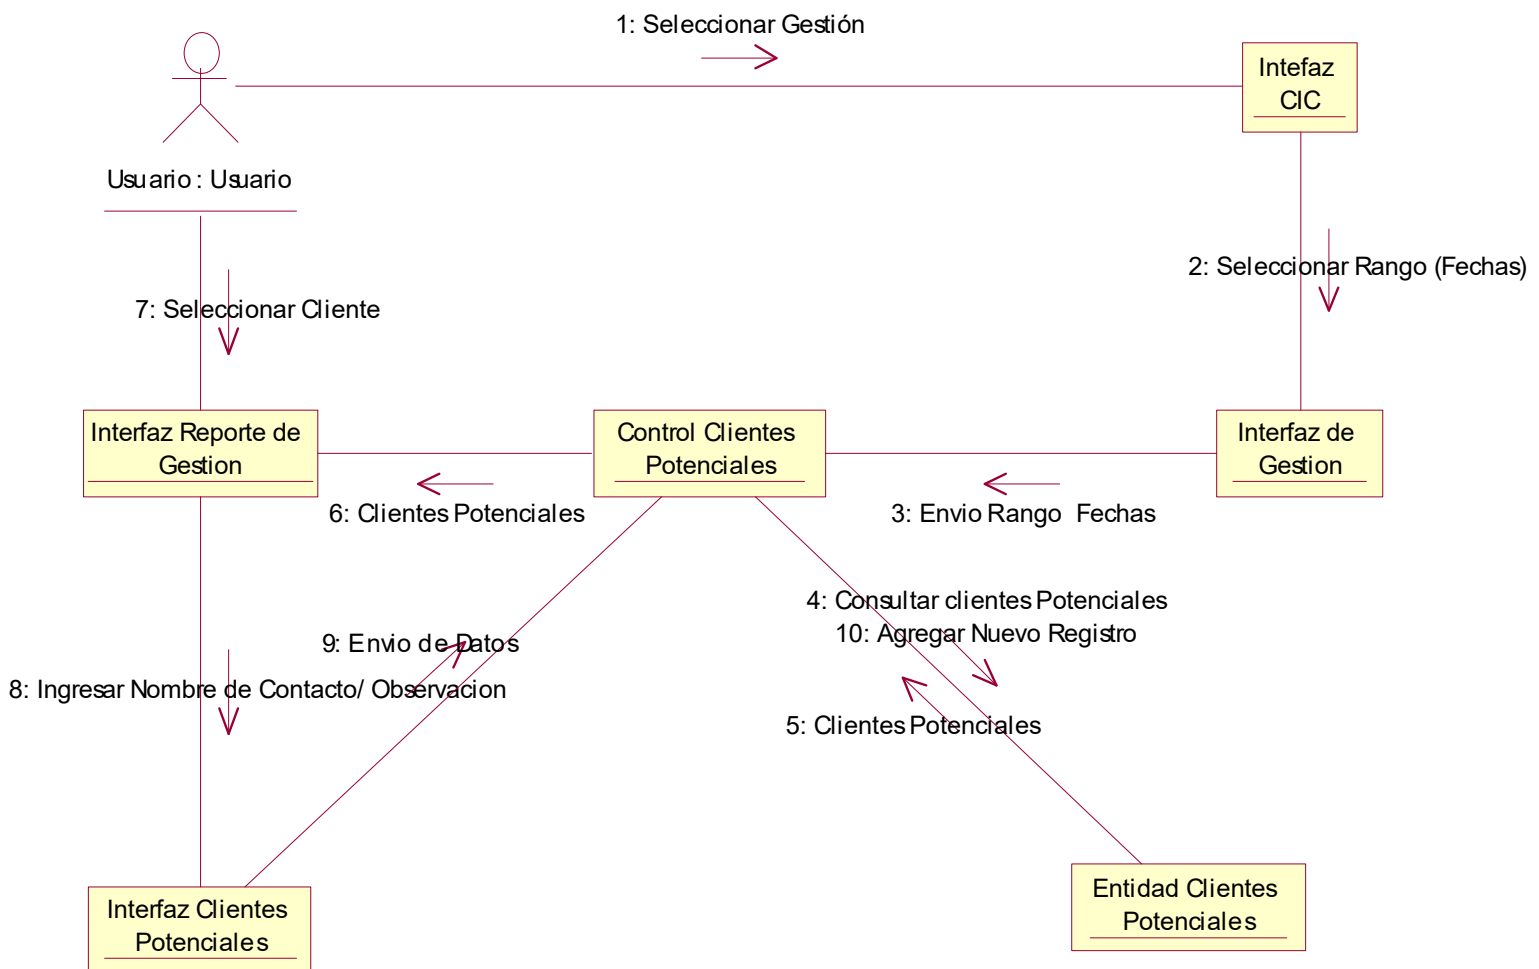 1: Seleccionar Gestión
Intefaz
CIC
Usuario : Usuario
2: Seleccionar Rango (Fechas)
7: Seleccionar Cliente
Interfaz Reporte de
Gestion
Control Clientes
Potenciales
Interfaz de
Gestion
6: Clientes Potenciales
3: Envio Rango Fechas
4: Consultar clientes Potenciales
10: Agregar Nuevo Registro
9: Envio de Datos
8: Ingresar Nombre de Contacto/ Observacion
5: Clientes Potenciales
Interfaz Clientes
Potenciales
Entidad Clientes
Potenciales